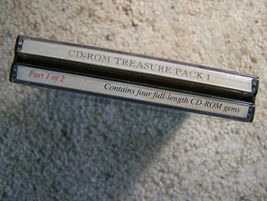 CD-ROM TREASURE PACK 1
Part 1 of 2 Contains four full-length CD-ROM gems